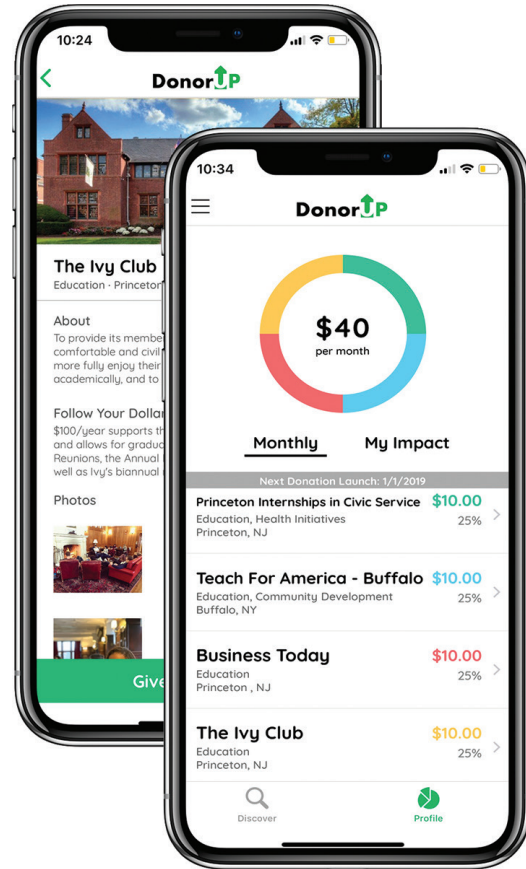 10:24
DonorUP
The Ivy Club
Education · Princeton
About
To provide its
comfortable and civil
more fully enjoy their
academically, and to
Follow Your
$100/year supports th
and allows for
Reunions, the Annual
well as Ivy's biannual
Photos
Give
10:34
DonorUP
$40
per month
Monthly My Impact
Next Donation Launch: 1/1/2019
Princeton Internships in Civic Service $10.00
Education, Health Initiatives 25%
Princeton, NJ
Teach For America - Buffalo $10.00
Education, Community Development 25%
Buffalo, NY
Business Today $10.00
Education 25%
Princeton , NJ
The Ivy Club $10.00
Education 25%
Princeton, NJ
Discover Profile